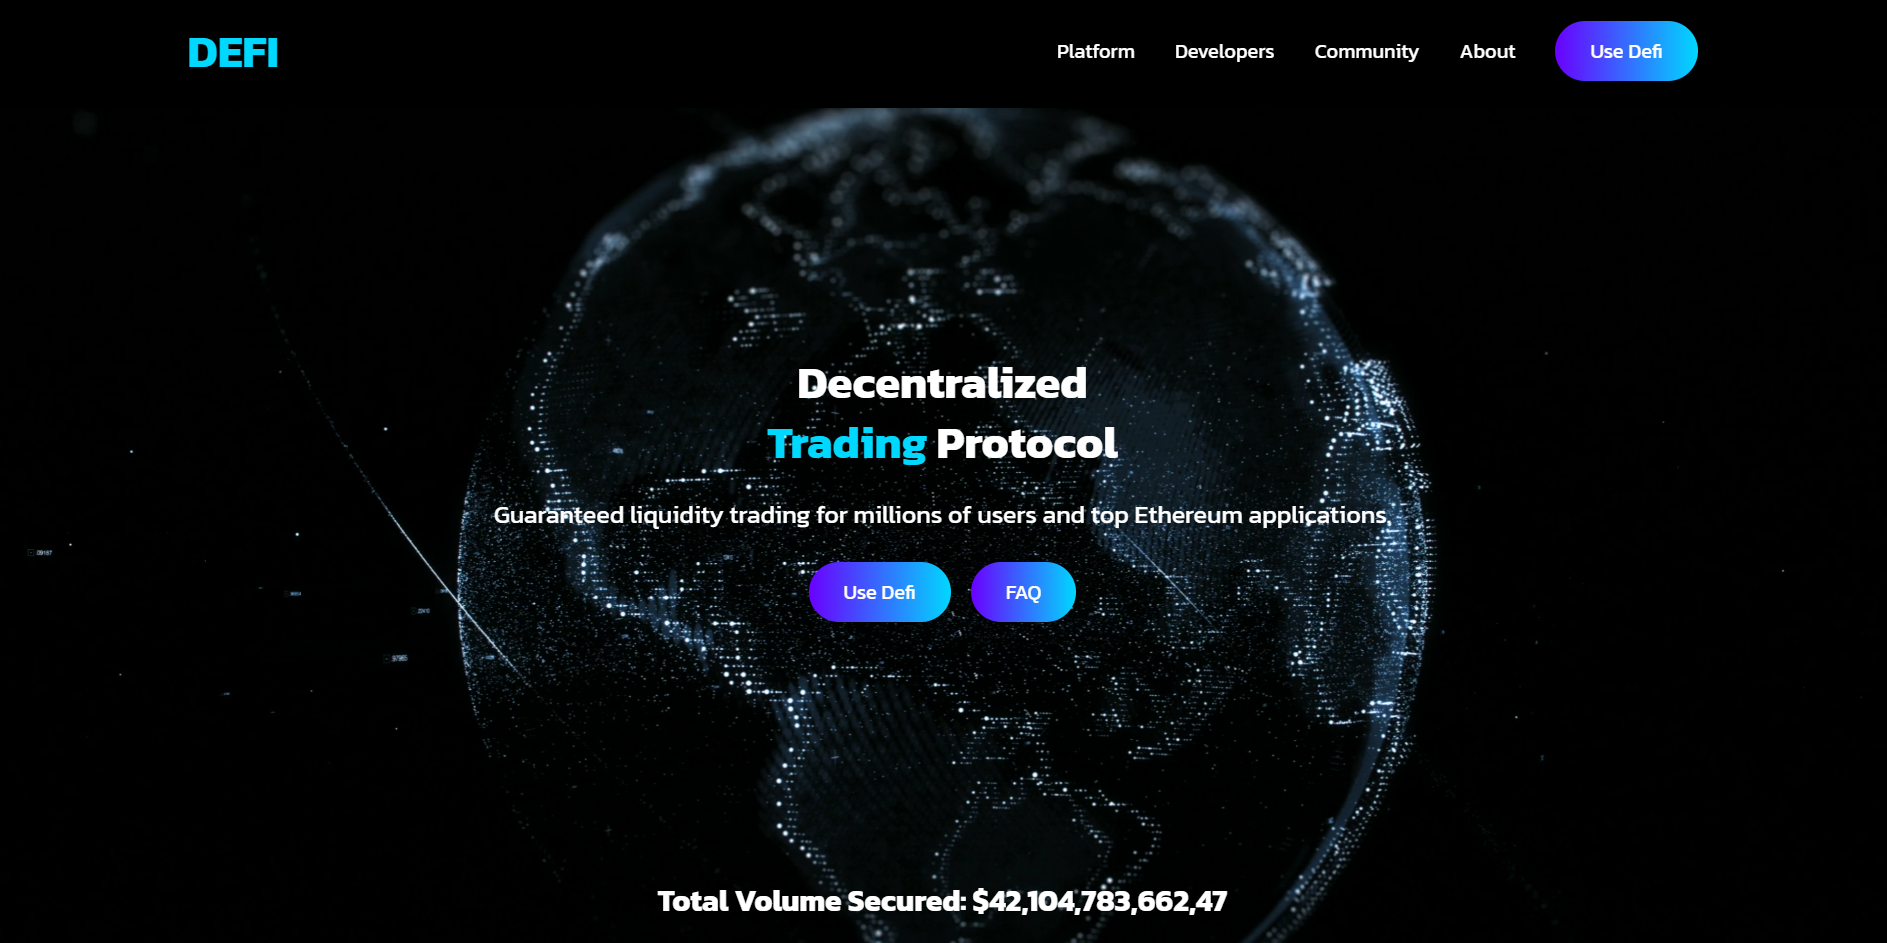 DEFI
Platform Developers Community About Use Defi
Decentralized
Trading Protocol
Guaranteed liquidity trading for millions of users and top Ethereum applications.
Use Defi FAQ
Total Volume Secured: $42,104,783,662,47